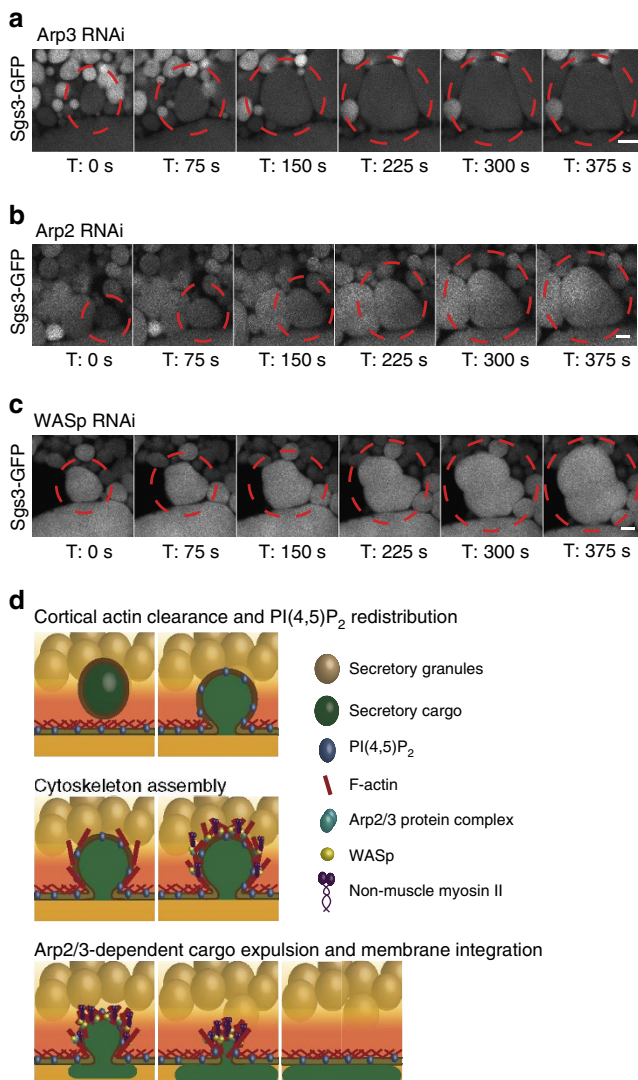 a
Arp3 RNAi
Sgs3-GFP
T: 0 s T: 75 s T: 150 s T: 225 s T: 300 s T: 375 s
b
Arp2 RNAi
Sgs3-GFP
T: 0 s T: 75 s T: 150 s T: 225 s T: 300 s T: 375 s
c
WASp RNAi
Sgs3-GFP
T: 0 s T: 75 s T: 150 s T: 225 s T: 300 s T: 375 s
d
Cortical actin clearance and PI(4,5)P₂ redistribution
Secretory granules
Secretory cargo
PI(4,5)P₂
F-actin
Arp2/3 protein complex
WASp
Non-muscle myosin II
Cytoskeleton assembly
Arp2/3-dependent cargo expulsion and membrane integration